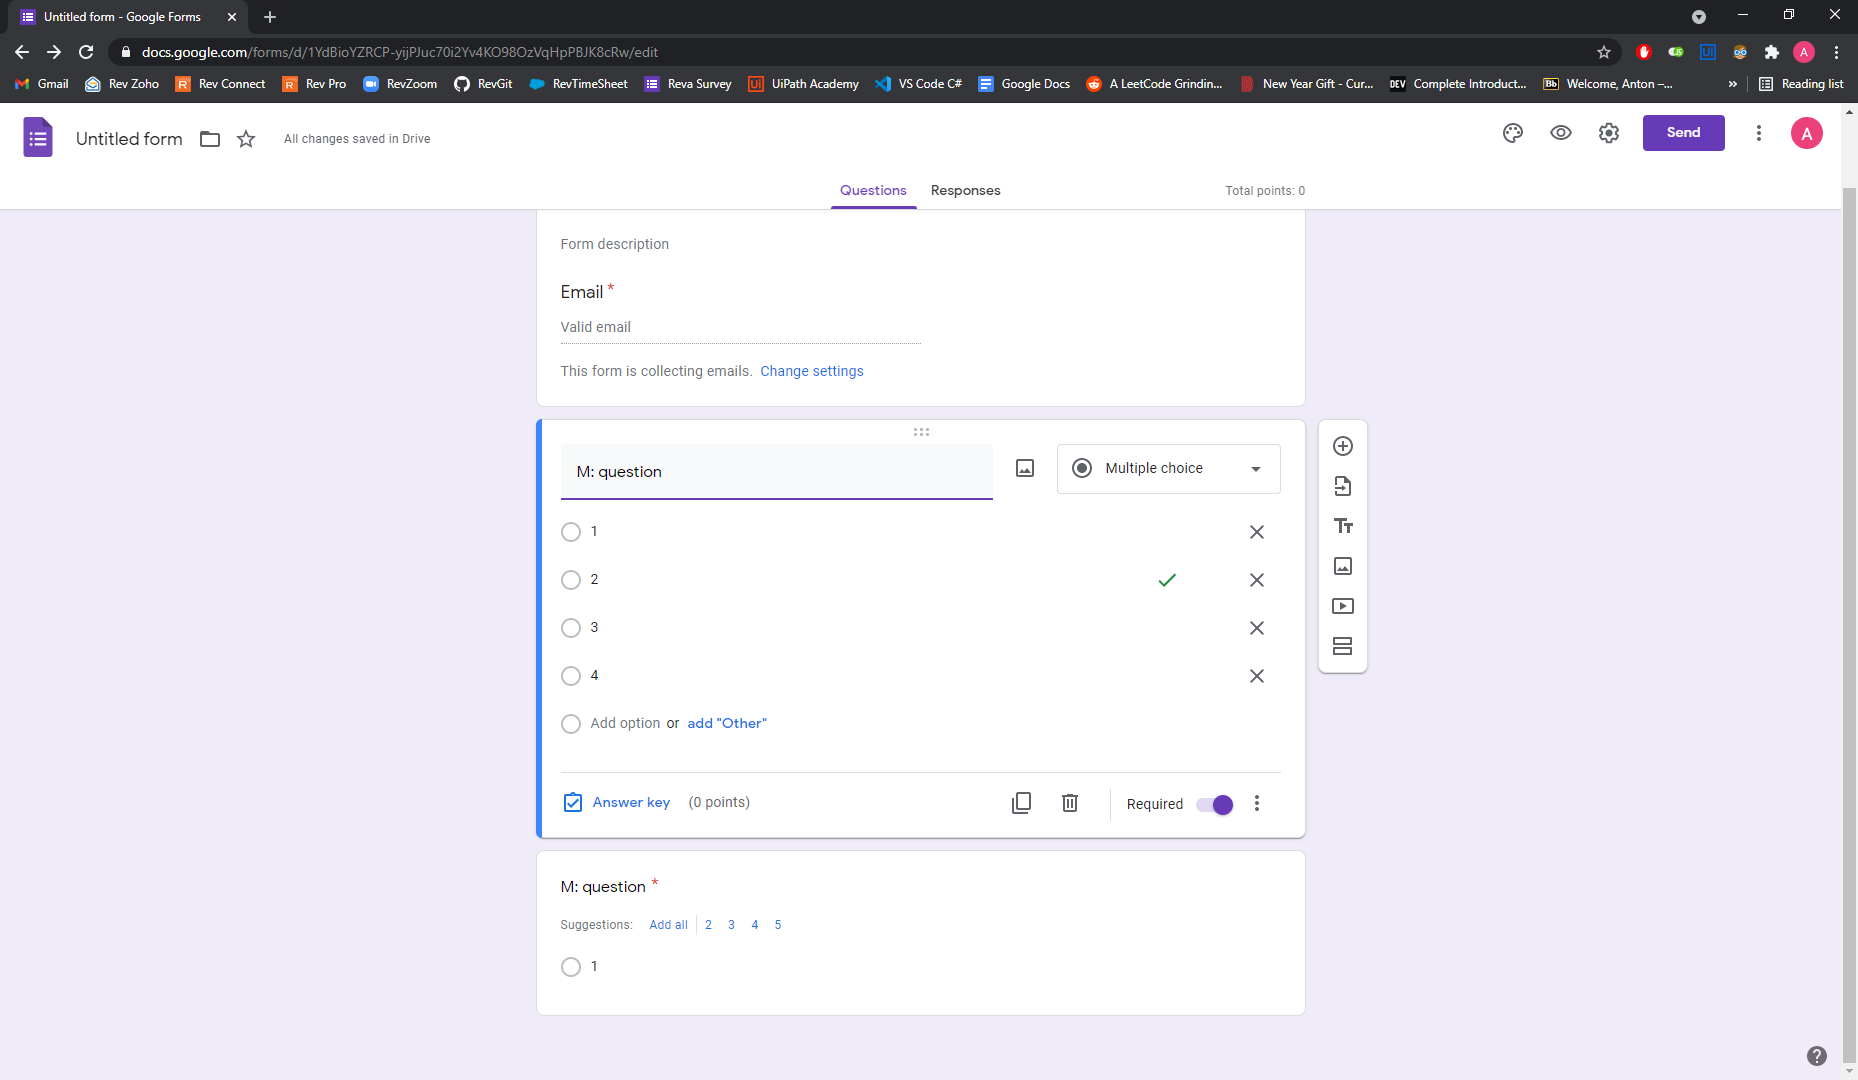 Untitled form - Google Forms
docs.google.com/forms/d/1YdBioYZRCP-yijPJuc70i2Yv4KO98OzVqHpPBJK8cRw/edit
Gmail Rev Zoho Rev Connect Rev Pro RevZoom RevGit RevTimeSheet Reva Survey UiPath Academy VS Code C# Google Docs A LeetCode Grindin... New Year Gift - Cur... Complete Introduct... Welcome, Anton –... » Reading list
Untitled form All changes saved in Drive Send A
Questions Responses Total points: 0
Form description
Email *
Valid email
This form is collecting emails. Change settings
M: question Multiple choice
1
2
3
4
Add option or add "Other"
Answer key (0 points) Required
M: question *
Suggestions: Add all 2 3 4 5
1